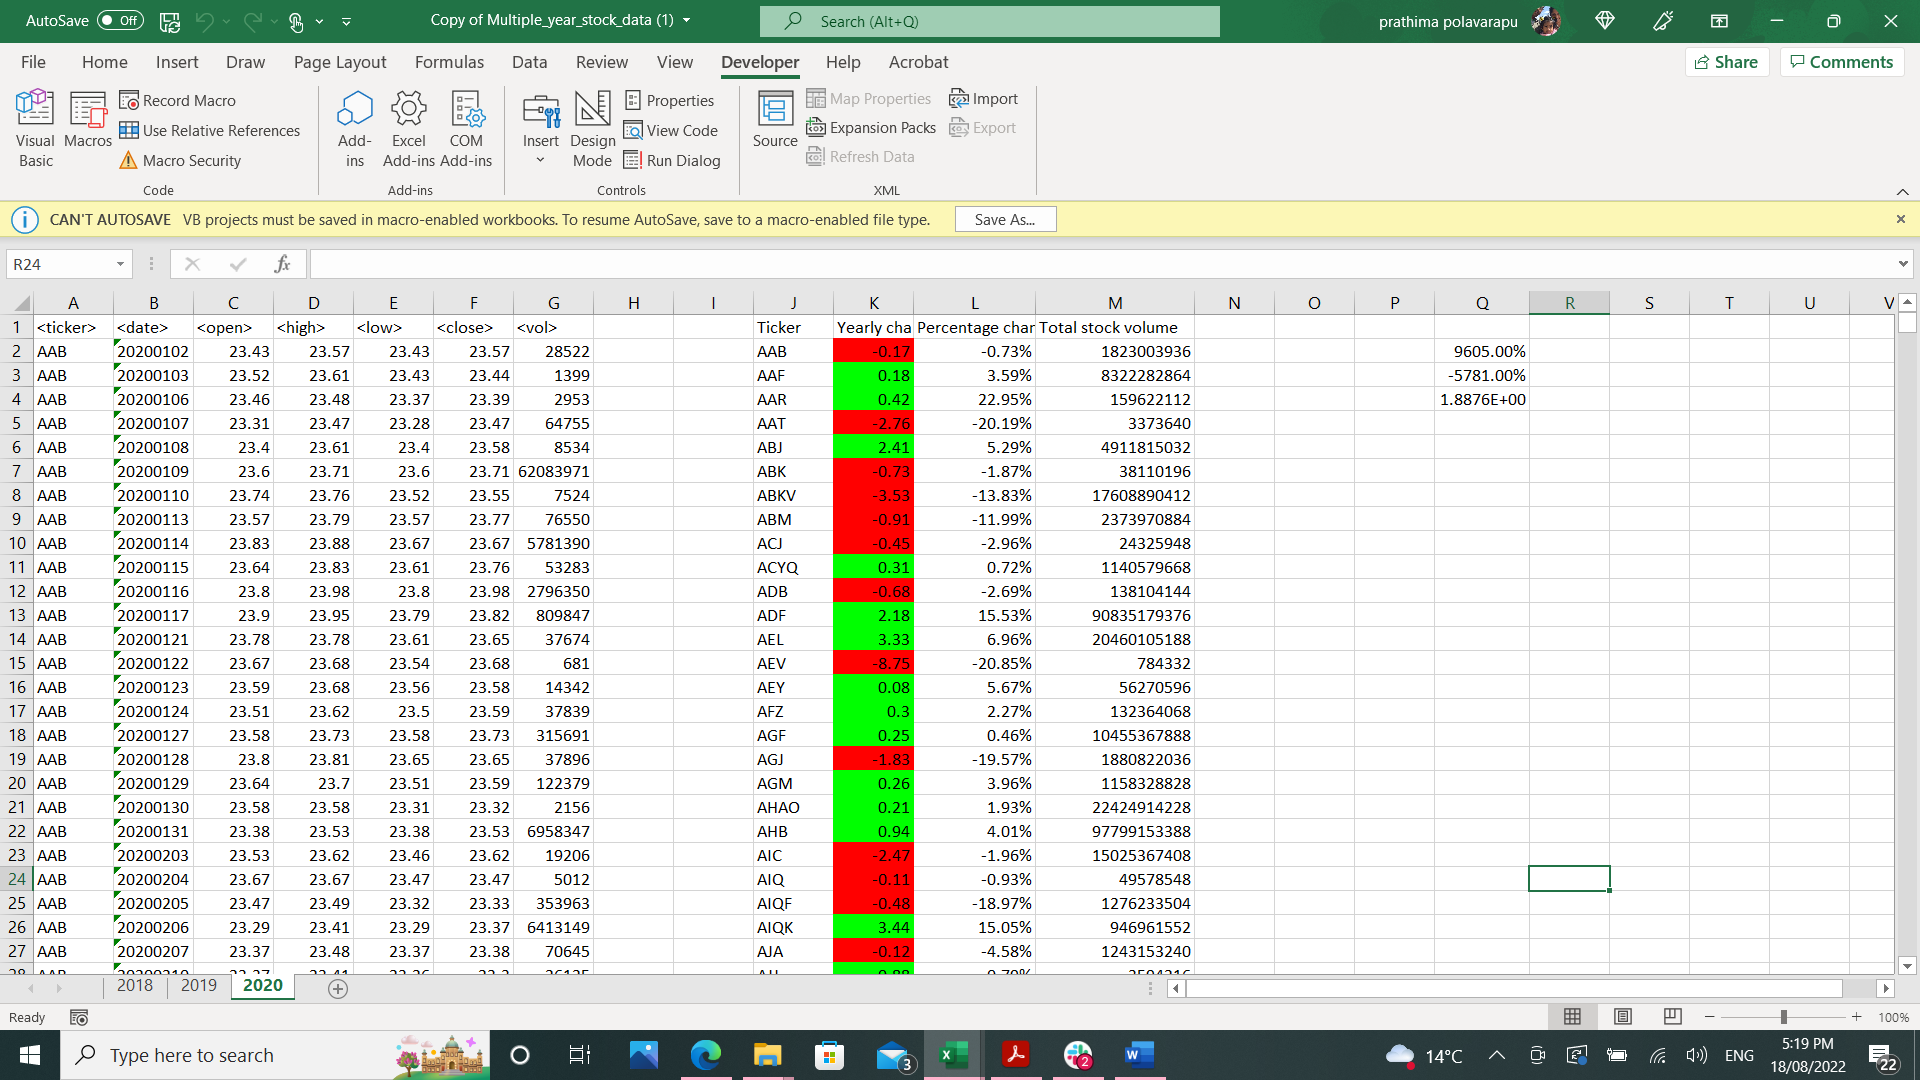 AutoSave Off Copy of Multiple_year_stock_data (1) Search (Alt+Q) prathima polavarapu
File Home Insert Draw Page Layout Formulas Data Review View Developer Help Acrobat Share Comments
Visual Basic Macros Record Macro Use Relative References Macro Security Code
Add-ins Excel Add-ins COM Add-ins Add-ins
Insert Design Mode Properties View Code Run Dialog Controls
Source Map Properties Expansion Packs Refresh Data Import Export XML
CAN'T AUTOSAVE VB projects must be saved in macro-enabled workbooks. To resume AutoSave, save to a macro-enabled file type. Save As...
R24 fx
A B C D E F G H I J K L M N O P Q R S T U V
1 <ticker> <date> <open> <high> <low> <close> <vol> Ticker Yearly cha Percentage char Total stock volume
2 AAB 20200102 23.43 23.57 23.43 23.57 28522 AAB -0.17 -0.73% 1823003936 9605.00%
3 AAB 20200103 23.52 23.61 23.43 23.44 1399 AAF 0.18 3.59% 8322282864 -5781.00%
4 AAB 20200106 23.46 23.48 23.37 23.39 2953 AAR 0.42 22.95% 159622112 1.8876E+00
5 AAB 20200107 23.31 23.47 23.28 23.47 64755 AAT -2.76 -20.19% 3373640
6 AAB 20200108 23.4 23.61 23.4 23.58 8534 ABJ 2.41 5.29% 4911815032
7 AAB 20200109 23.6 23.71 23.6 23.71 62083971 ABK -0.73 -1.87% 38110196
8 AAB 20200110 23.74 23.76 23.52 23.55 7524 ABKV -3.53 -13.83% 17608890412
9 AAB 20200113 23.57 23.79 23.57 23.77 76550 ABM -0.91 -11.99% 2373970884
10 AAB 20200114 23.83 23.88 23.67 23.67 5781390 ACJ -0.45 -2.96% 24325948
11 AAB 20200115 23.64 23.83 23.61 23.76 53283 ACYQ 0.31 0.72% 1140579668
12 AAB 20200116 23.8 23.98 23.8 23.98 2796350 ADB -0.68 -2.69% 138104144
13 AAB 20200117 23.9 23.95 23.79 23.82 809847 ADF 2.18 15.53% 90835179376
14 AAB 20200121 23.78 23.78 23.61 23.65 37674 AEL 3.33 6.96% 20460105188
15 AAB 20200122 23.67 23.68 23.54 23.68 681 AEV -8.75 -20.85% 784332
16 AAB 20200123 23.59 23.68 23.56 23.58 14342 AEY 0.08 5.67% 56270596
17 AAB 20200124 23.51 23.62 23.5 23.59 37839 AFZ 0.3 2.27% 132364068
18 AAB 20200127 23.58 23.73 23.58 23.73 315691 AGF 0.25 0.46% 10455367888
19 AAB 20200128 23.8 23.81 23.65 23.65 37896 AGJ -1.83 -19.57% 1880822036
20 AAB 20200129 23.64 23.7 23.51 23.59 122379 AGM 0.26 3.96% 1158328828
21 AAB 20200130 23.58 23.58 23.31 23.32 2156 AHAO 0.21 1.93% 22424914228
22 AAB 20200131 23.38 23.53 23.38 23.53 6958347 AHB 0.94 4.01% 97799153388
23 AAB 20200203 23.53 23.62 23.46 23.62 19206 AIC -2.47 -1.96% 15025367408
24 AAB 20200204 23.67 23.67 23.47 23.47 5012 AIQ -0.11 -0.93% 49578548
25 AAB 20200205 23.47 23.49 23.32 23.33 353963 AIQF -0.48 -18.97% 1276233504
26 AAB 20200206 23.29 23.41 23.29 23.37 6413149 AIQK 3.44 15.05% 946961552
27 AAB 20200207 23.37 23.48 23.37 23.38 70645 AJA -0.12 -4.58% 1243153240
2018 2019 2020
Ready 100%
Type here to search 3 2 14°C ENG 5:19 PM
18/08/2022 22